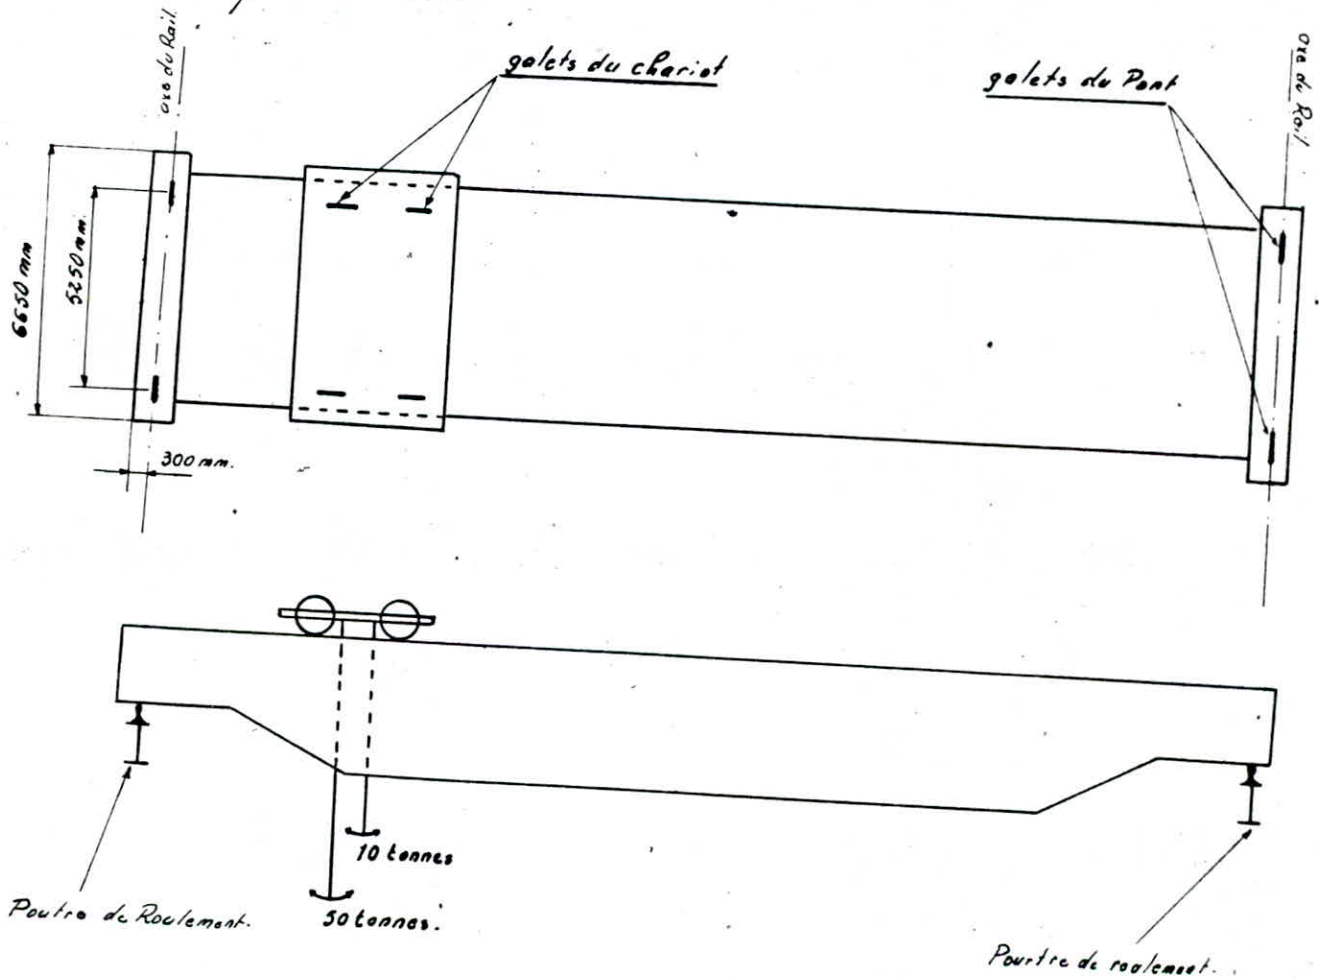 axe du Rail
galets du chariot
galets du Pont
axe du Rail
6650 mm
5250 mm.
300 mm.
10 tonnes
50 tonnes.
Poutre de Roulement.
Pourtre de roulement.